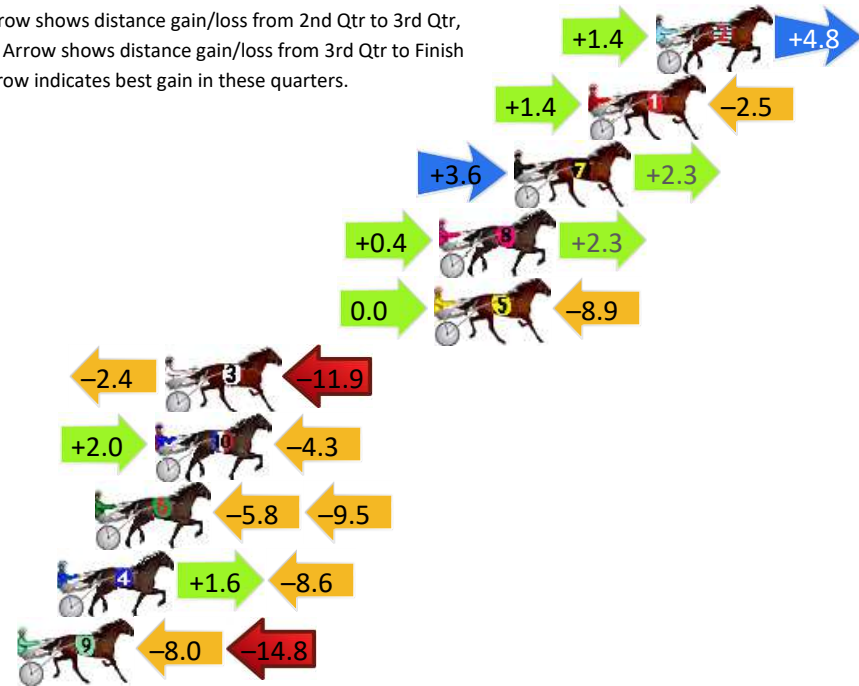 row shows distance gain/loss from 2nd Qtr to 3rd Qtr,
Arrow shows distance gain/loss from 3rd Qtr to Finish
row indicates best gain in these quarters.
+1.4 2 +4.8
+1.4 1 –2.5
+3.6 7 +2.3
+0.4 8 +2.3
0.0 5 –8.9
–2.4 3 –11.9
+2.0 10 –4.3
–5.8 –9.5
4 +1.6 –8.6
9 –8.0 –14.8